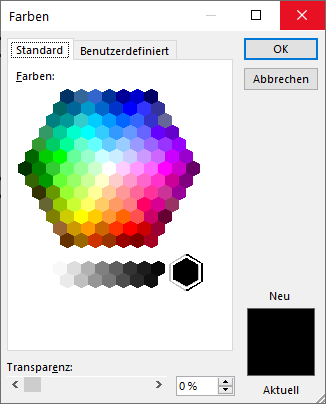 Farben
Standard
Benutzerdefiniert
OK
Abbrechen
Farben:
Neu
Aktuell
Transparenz:
0 %